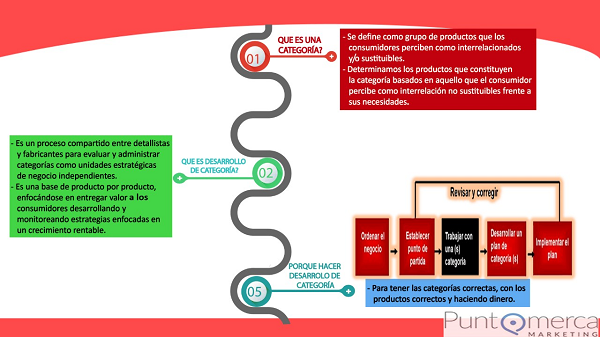 QUE ES UNA
CATEGORÍA?
01
- Se define como grupo de productos que los
consumidores perciben como interrelacionados
y/o sustituibles.
- Determinamos los productos que constituyen
la categoría basados en aquello que el consumidor
percibe como interrelación no sustituibles frente a
sus necesidades.
- Es un proceso compartido entre detallistas
y fabricantes para evaluar y administrar
categorías como unidades estratégicas
de negocio independientes.
- Es una base de producto por producto,
enfocándose en entregar valor a los
consumidores desarrollando y
monitoreando estrategias enfocadas en
un crecimiento rentable.
QUE ES DESARROLLO
DE CATEGORÍA?
02
Revisar y corregir
Ordenar el
negocio
Establecer
punto de
partida
Trabajar con
una (s)
categoría
Desarrollar un
plan de
categoría (s)
Implementar el
plan
PORQUE HACER
DESARROLLO DE
CATEGORÍA
05
- Para tener las categorías correctas, con los
productos correctos y haciendo dinero.
Punt merca
MARKETING